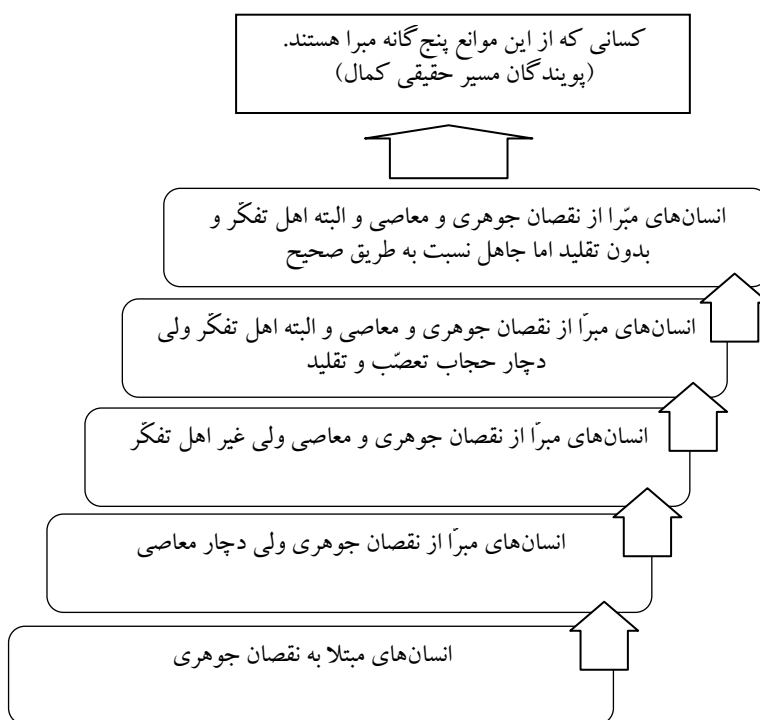 کسانی که از این موانع پنج‌گانه مبرا هستند.
(پویندگان مسیر حقیقی کمال)
انسان‌های مبّرا از نقصان جوهری و معاصی و البته اهل تفکّر و
بدون تقلید اما جاهل نسبت به طریق صحیح
انسان‌های مبرّا از نقصان جوهری و معاصی و البته اهل تفکّر ولی
دچار حجاب تعصّب و تقلید
انسان‌های مبرّا از نقصان جوهری و معاصی ولی غیر اهل تفکّر
انسان‌های مبرّا از نقصان جوهری ولی دچار معاصی
انسان‌های مبتلا به نقصان جوهری